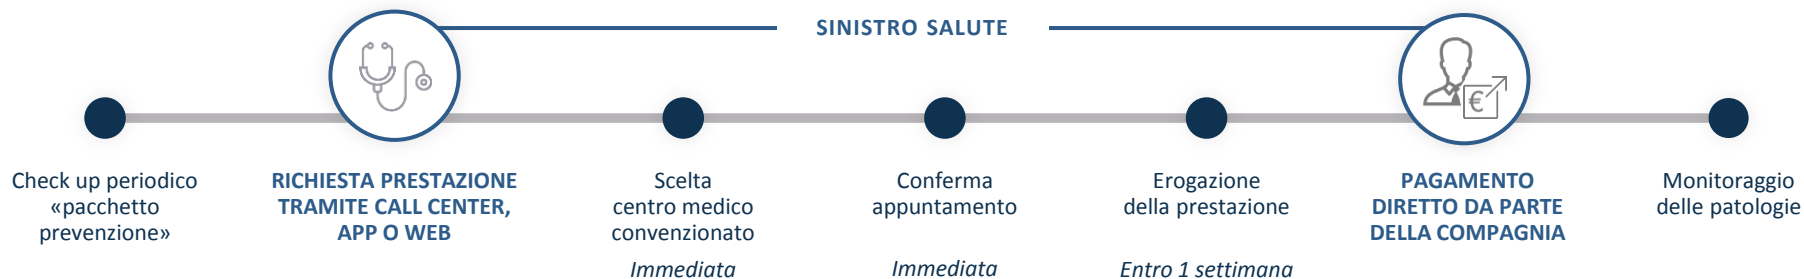 SINISTRO SALUTE
€
Check up periodico
«pacchetto
prevenzione»
RICHIESTA PRESTAZIONE
TRAMITE CALL CENTER,
APP O WEB
Scelta
centro medico
convenzionato
Immediata
Conferma
appuntamento
Immediata
Erogazione
della prestazione
Entro 1 settimana
PAGAMENTO
DIRETTO DA PARTE
DELLA COMPAGNIA
Monitoraggio
delle patologie